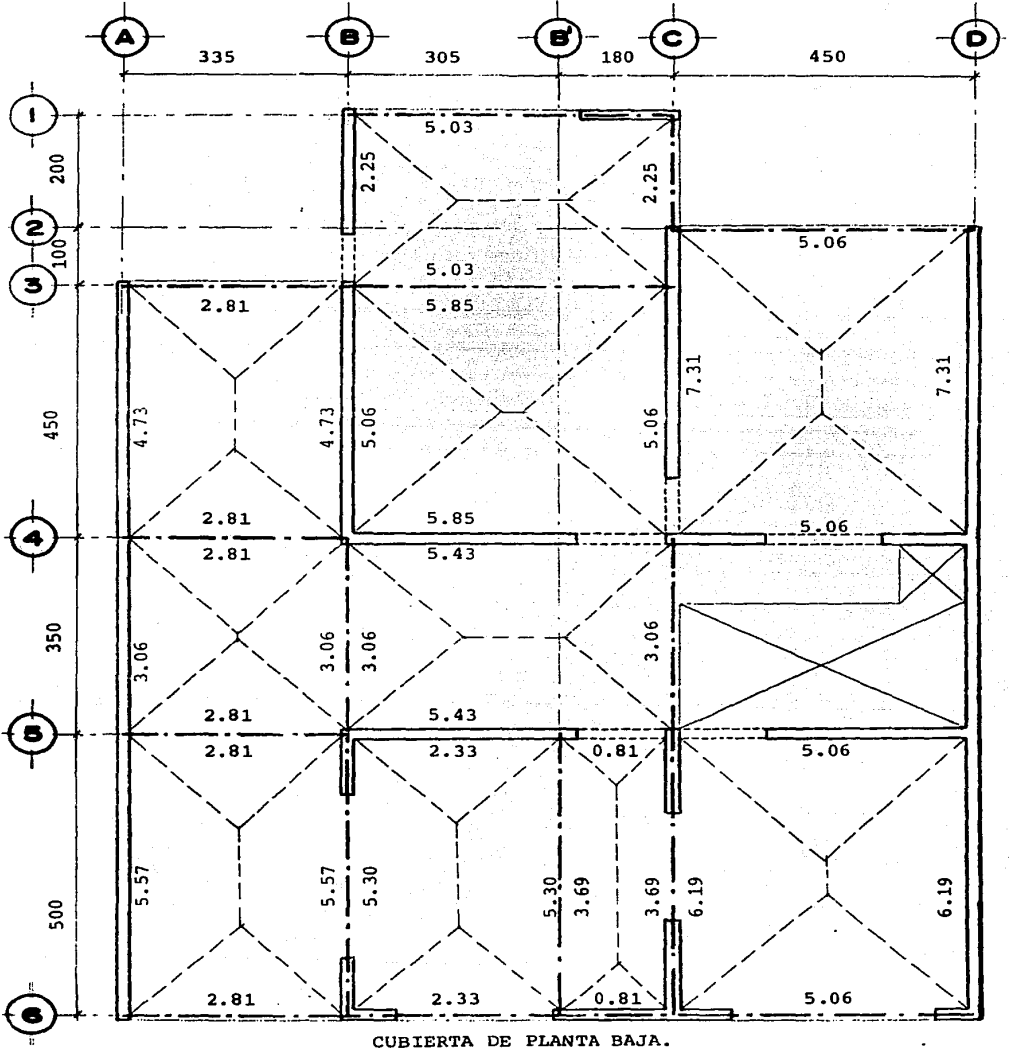 A B B' C D
335 305 180 450
1
5.03
200
2.25 2.25
2
5.06
100
3
5.03
2.81 5.85
450
4.73 4.73 5.06 5.06 7.31 7.31
2.81 5.85 5.06
4
2.81 5.43
350
3.06 3.06 3.06 3.06
2.81 5.43
5
2.81 2.33 0.81 5.06
500
5.57 5.57 5.30 5.30 3.69 3.69 6.19 6.19
2.81 2.33 0.81 5.06
6
CUBIERTA DE PLANTA BAJA.